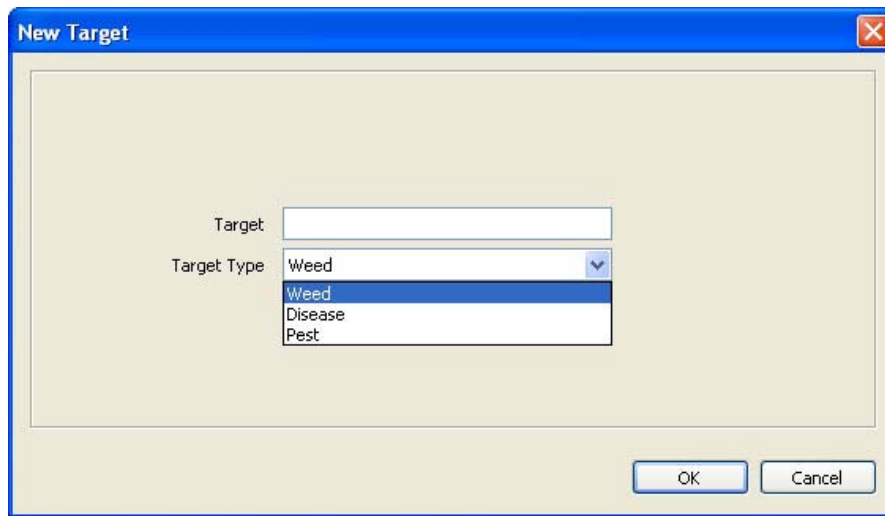 New Target
Target
Target Type Weed
Weed
Disease
Pest
OK Cancel